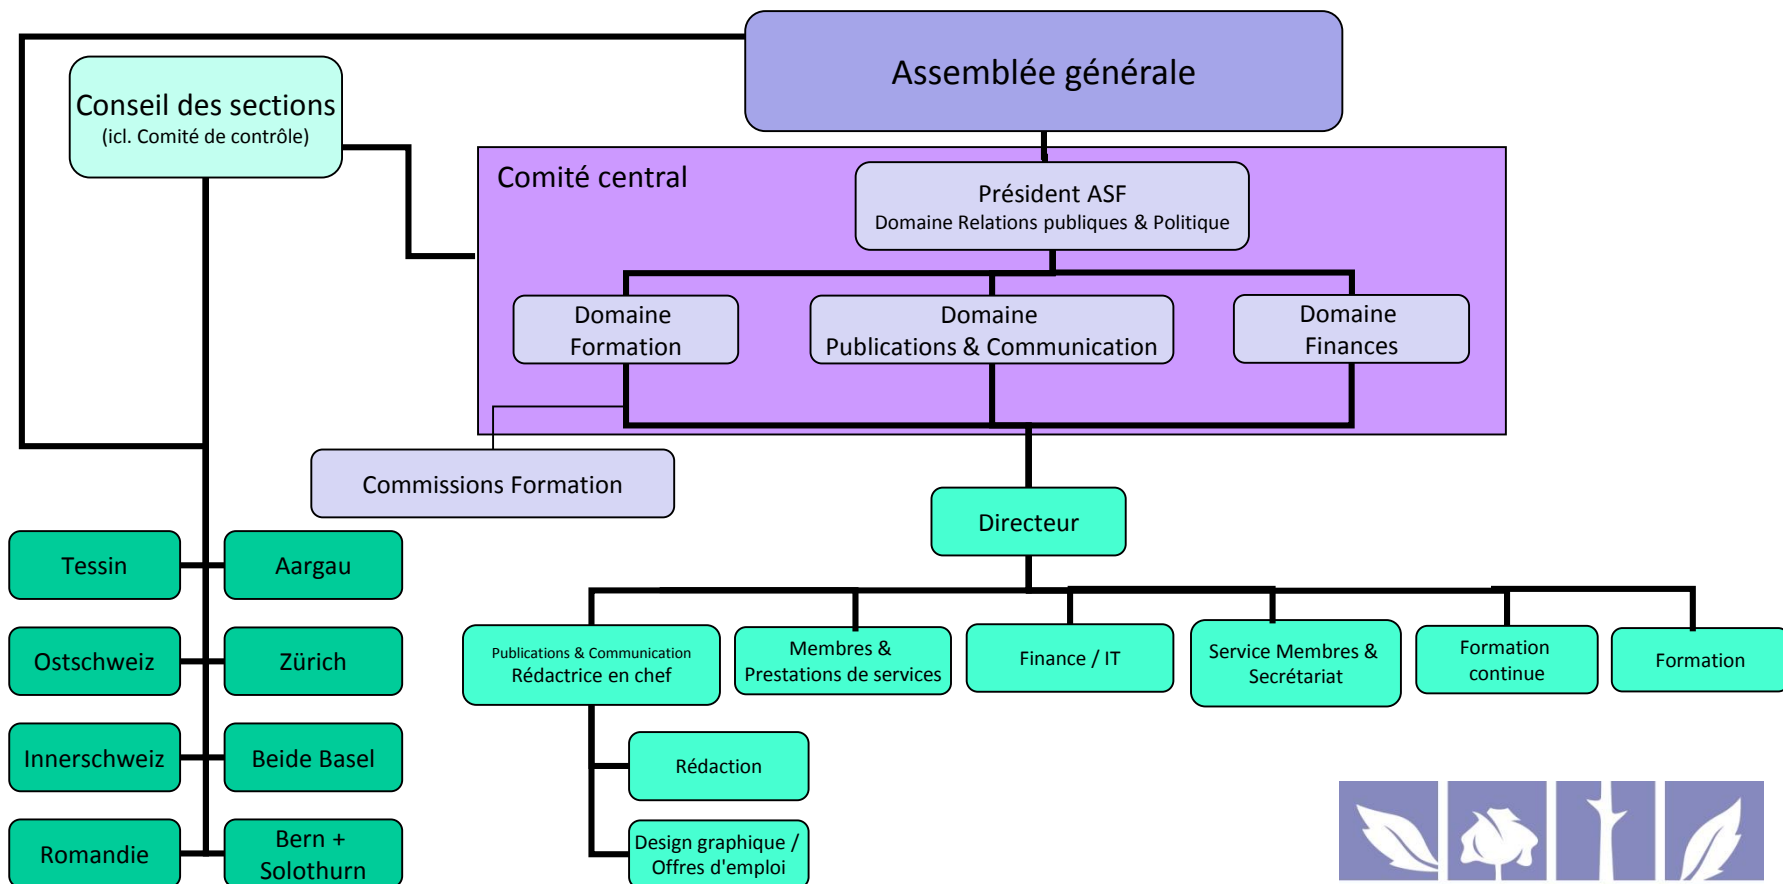 Assemblée générale
Conseil des sections
(icl. Comité de contrôle)
Comité central
Président ASF
Domaine Relations publiques & Politique
Domaine
Formation
Domaine
Publications & Communication
Domaine
Finances
Commissions Formation
Directeur
Tessin
Aargau
Ostschweiz
Zürich
Innerschweiz
Beide Basel
Romandie
Bern +
Solothurn
Publications & Communication
Rédactrice en chef
Membres &
Prestations de services
Finance / IT
Service Membres &
Secrétariat
Formation
continue
Formation
Rédaction
Design graphique /
Offres d'emploi